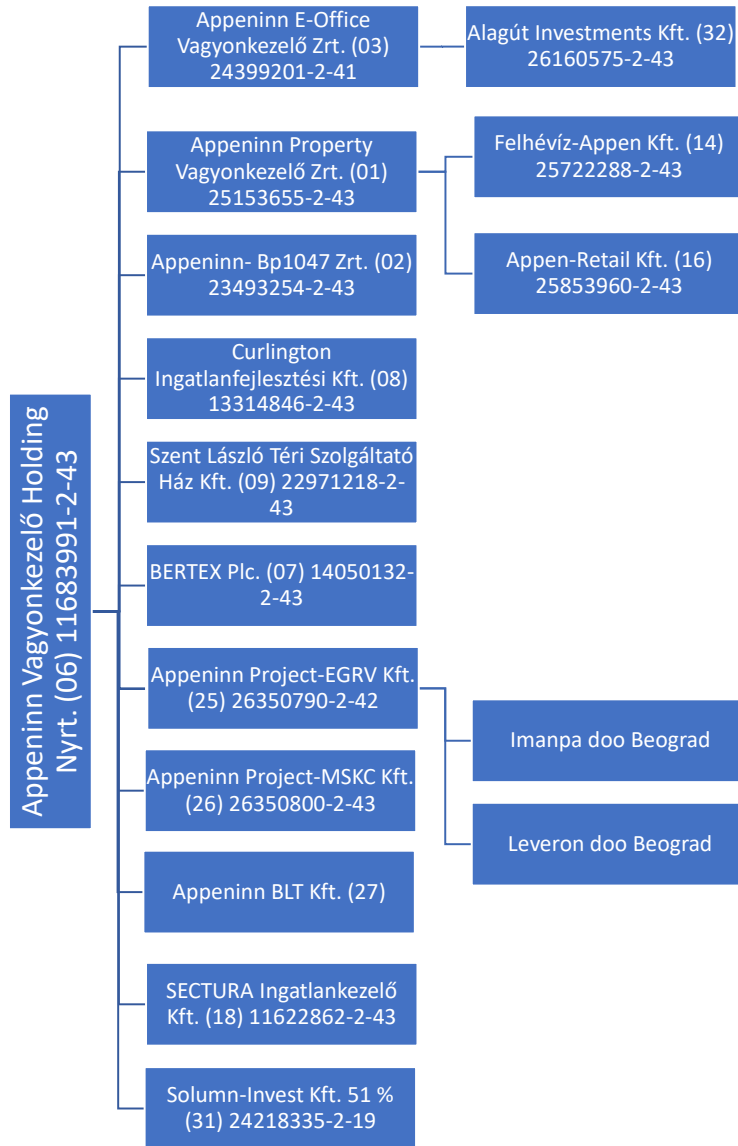 Appeninn Vagyonkezelő Holding
Nyrt. (06) 11683991-2-43
Appeninn E-Office
Vagyonkezelő Zrt. (03)
24399201-2-41
Alagút Investments Kft. (32)
26160575-2-43
Appeninn Property
Vagyonkezelő Zrt. (01)
25153655-2-43
Felhévíz-Appen Kft. (14)
25722288-2-43
Appen-Retail Kft. (16)
25853960-2-43
Appeninn- Bp1047 Zrt. (02)
23493254-2-43
Curlington
Ingatlanfejlesztési Kft. (08)
13314846-2-43
Szent László Téri Szolgáltató
Ház Kft. (09) 22971218-2-
43
BERTEX Plc. (07) 14050132-
2-43
Appeninn Project-EGRV Kft.
(25) 26350790-2-42
Imanpa doo Beograd
Leveron doo Beograd
Appeninn Project-MSKC Kft.
(26) 26350800-2-43
Appeninn BLT Kft. (27)
SECTURA Ingatlankezelő
Kft. (18) 11622862-2-43
Solumn-Invest Kft. 51 %
(31) 24218335-2-19